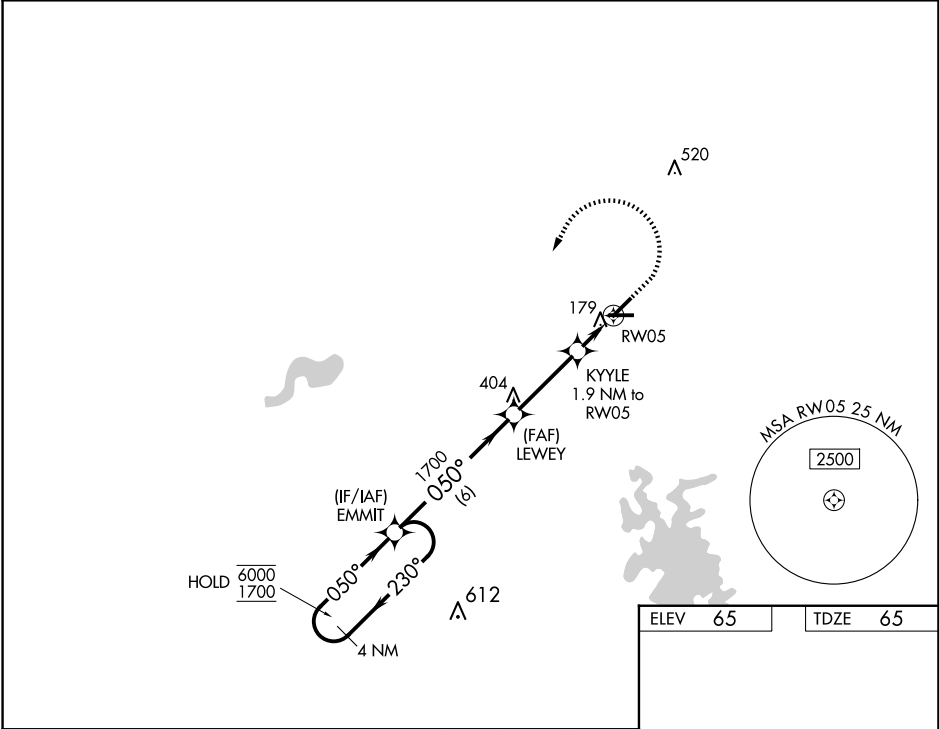 520
179
RW05
KYYLE
1.9 NM to
RW05
404
(FAF)
LEWEY
MSA RW05 25 NM
2500
1700
050°
(6)
(IF/IAF)
EMMIT
HOLD 6000
1700
050°
230°
612
4 NM
ELEV 65
TDZE 65